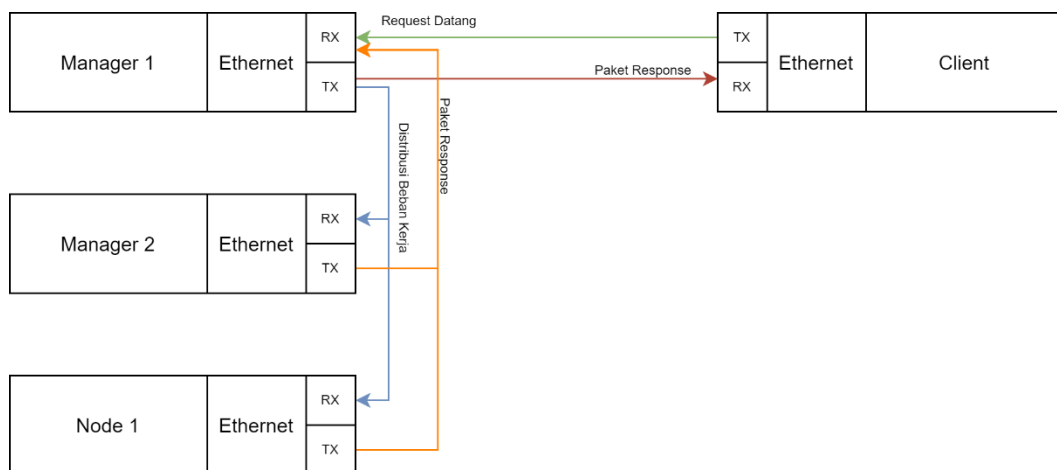 Request Datang
Manager 1
Ethernet
RX
TX
Paket Response
TX
RX
Ethernet
Client
Paket Response
Distribusi Beban Kerja
Manager 2
Ethernet
RX
TX
Node 1
Ethernet
RX
TX